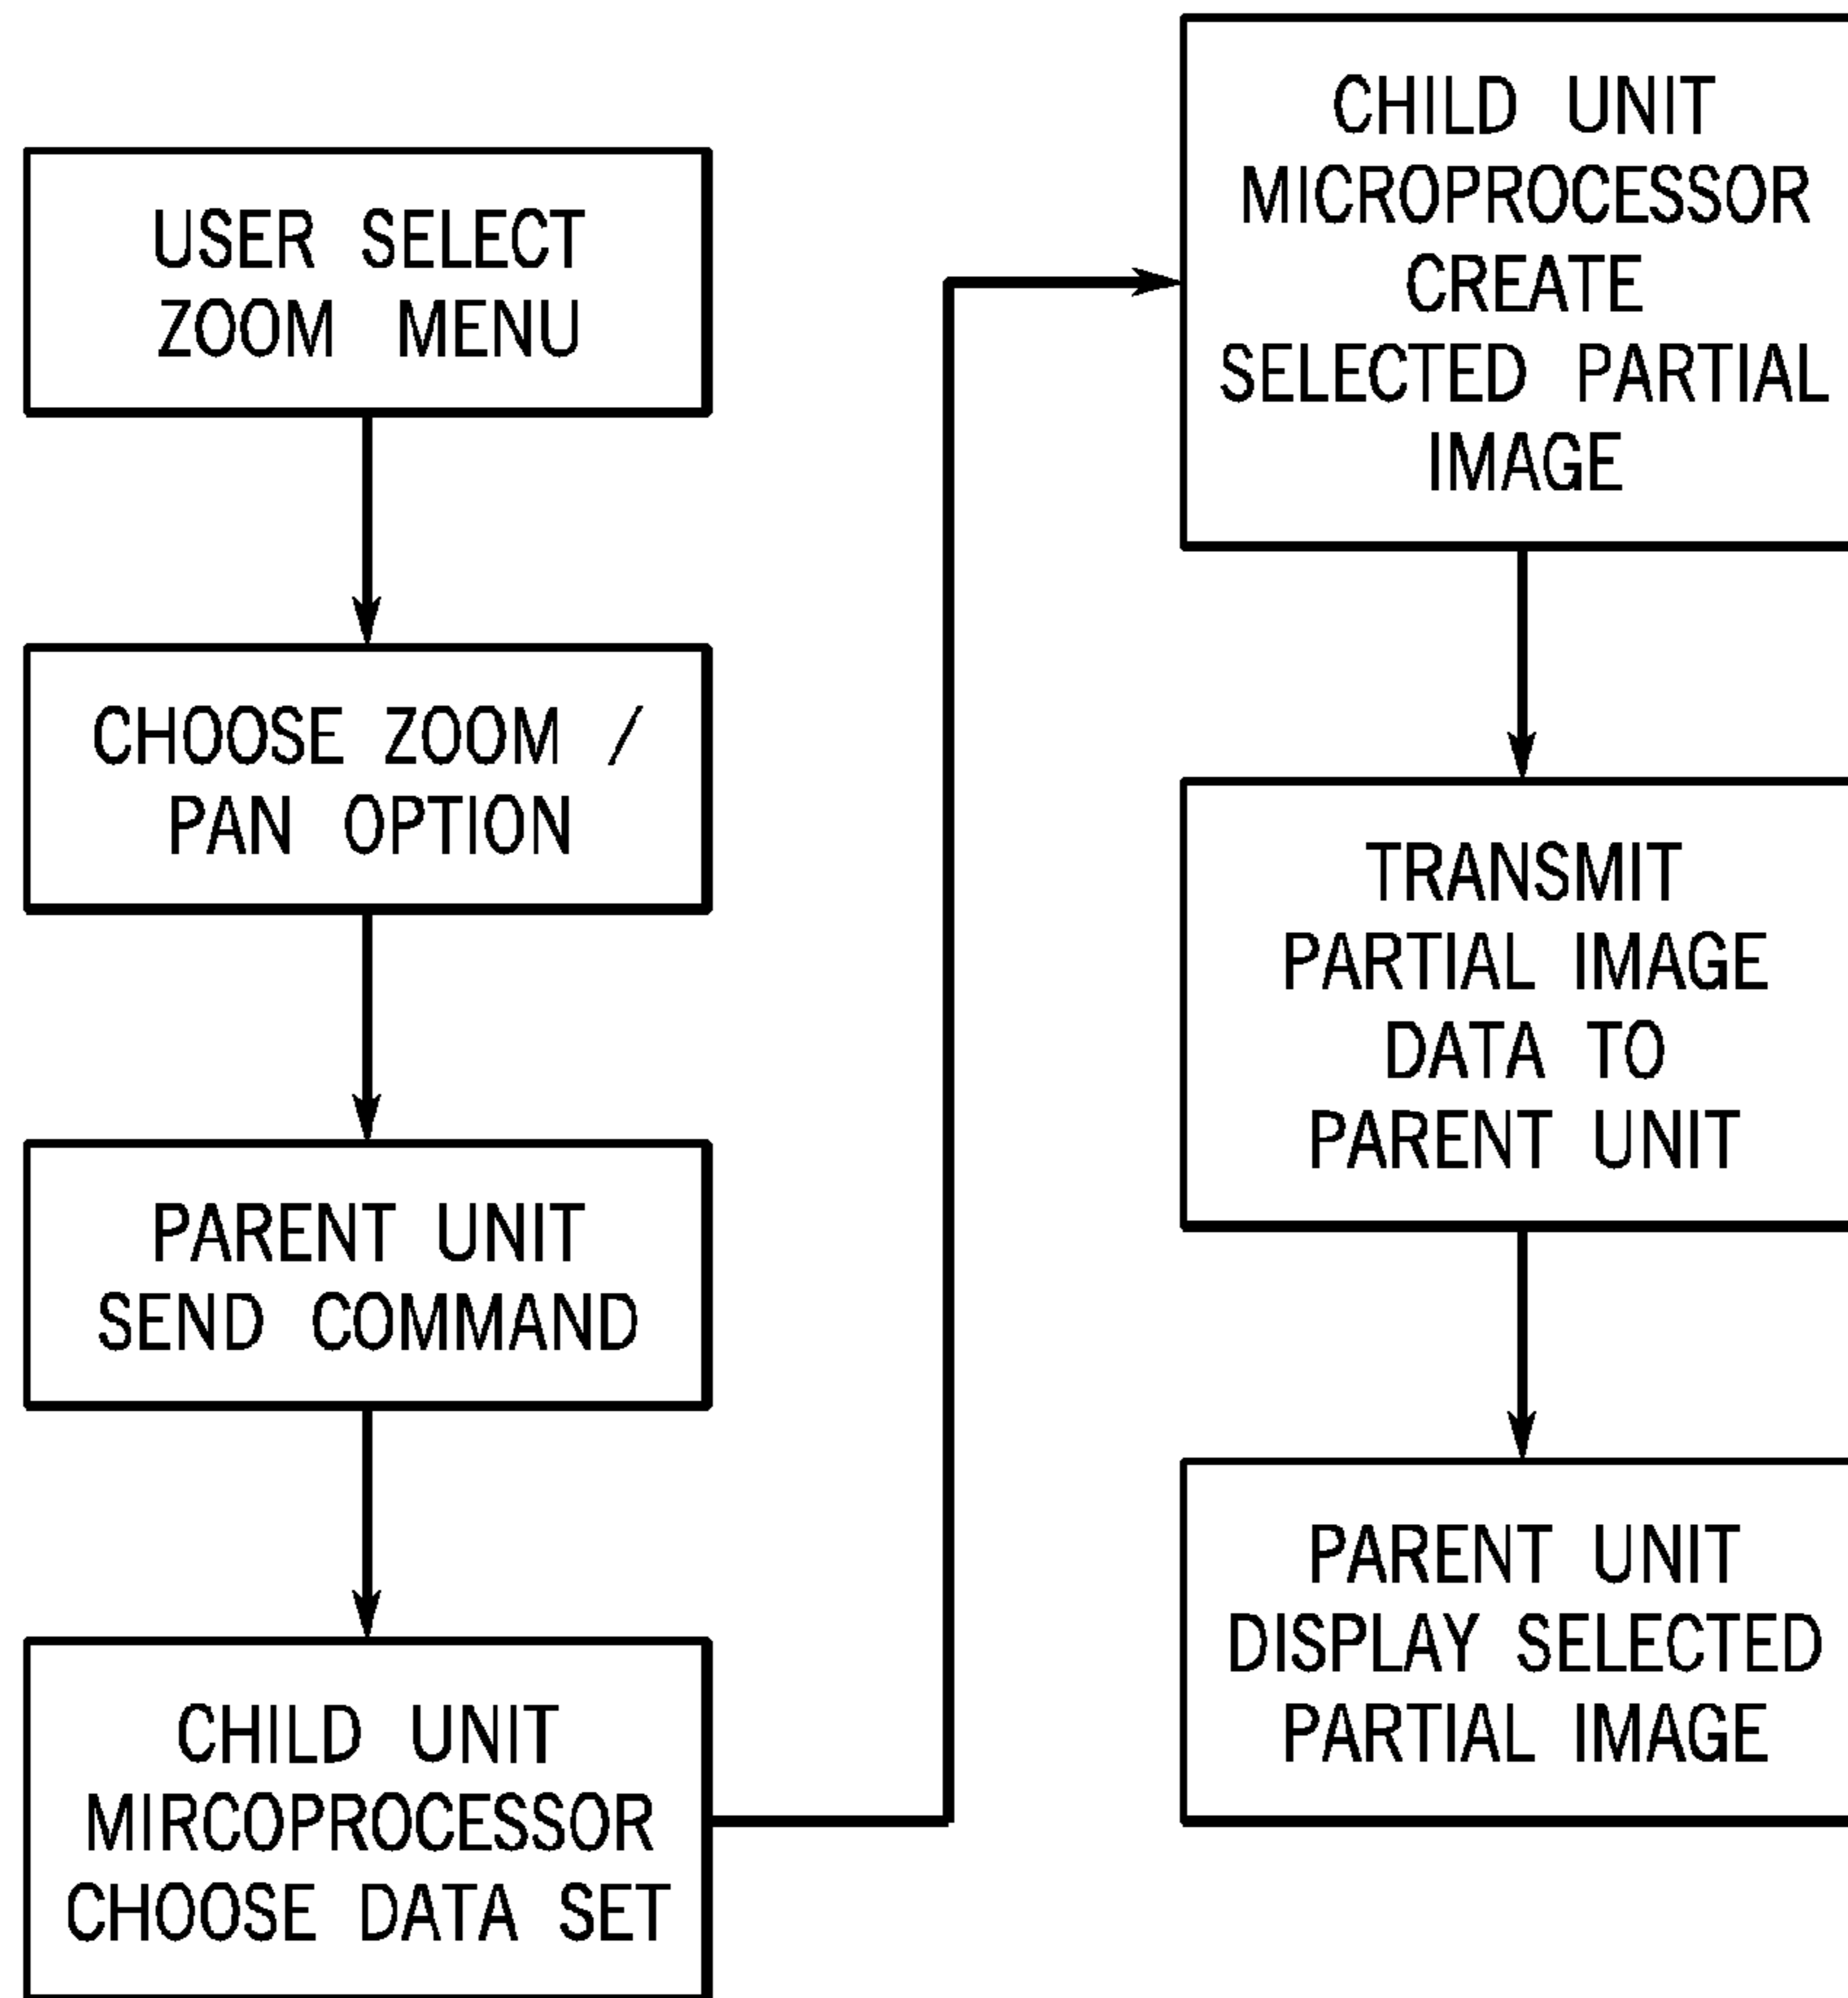 USER SELECT
ZOOM MENU
CHOOSE ZOOM /
PAN OPTION
PARENT UNIT
SEND COMMAND
CHILD UNIT
MIRCOPROCESSOR
CHOOSE DATA SET
CHILD UNIT
MICROPROCESSOR
CREATE
SELECTED PARTIAL
IMAGE
TRANSMIT
PARTIAL IMAGE
DATA TO
PARENT UNIT
PARENT UNIT
DISPLAY SELECTED
PARTIAL IMAGE